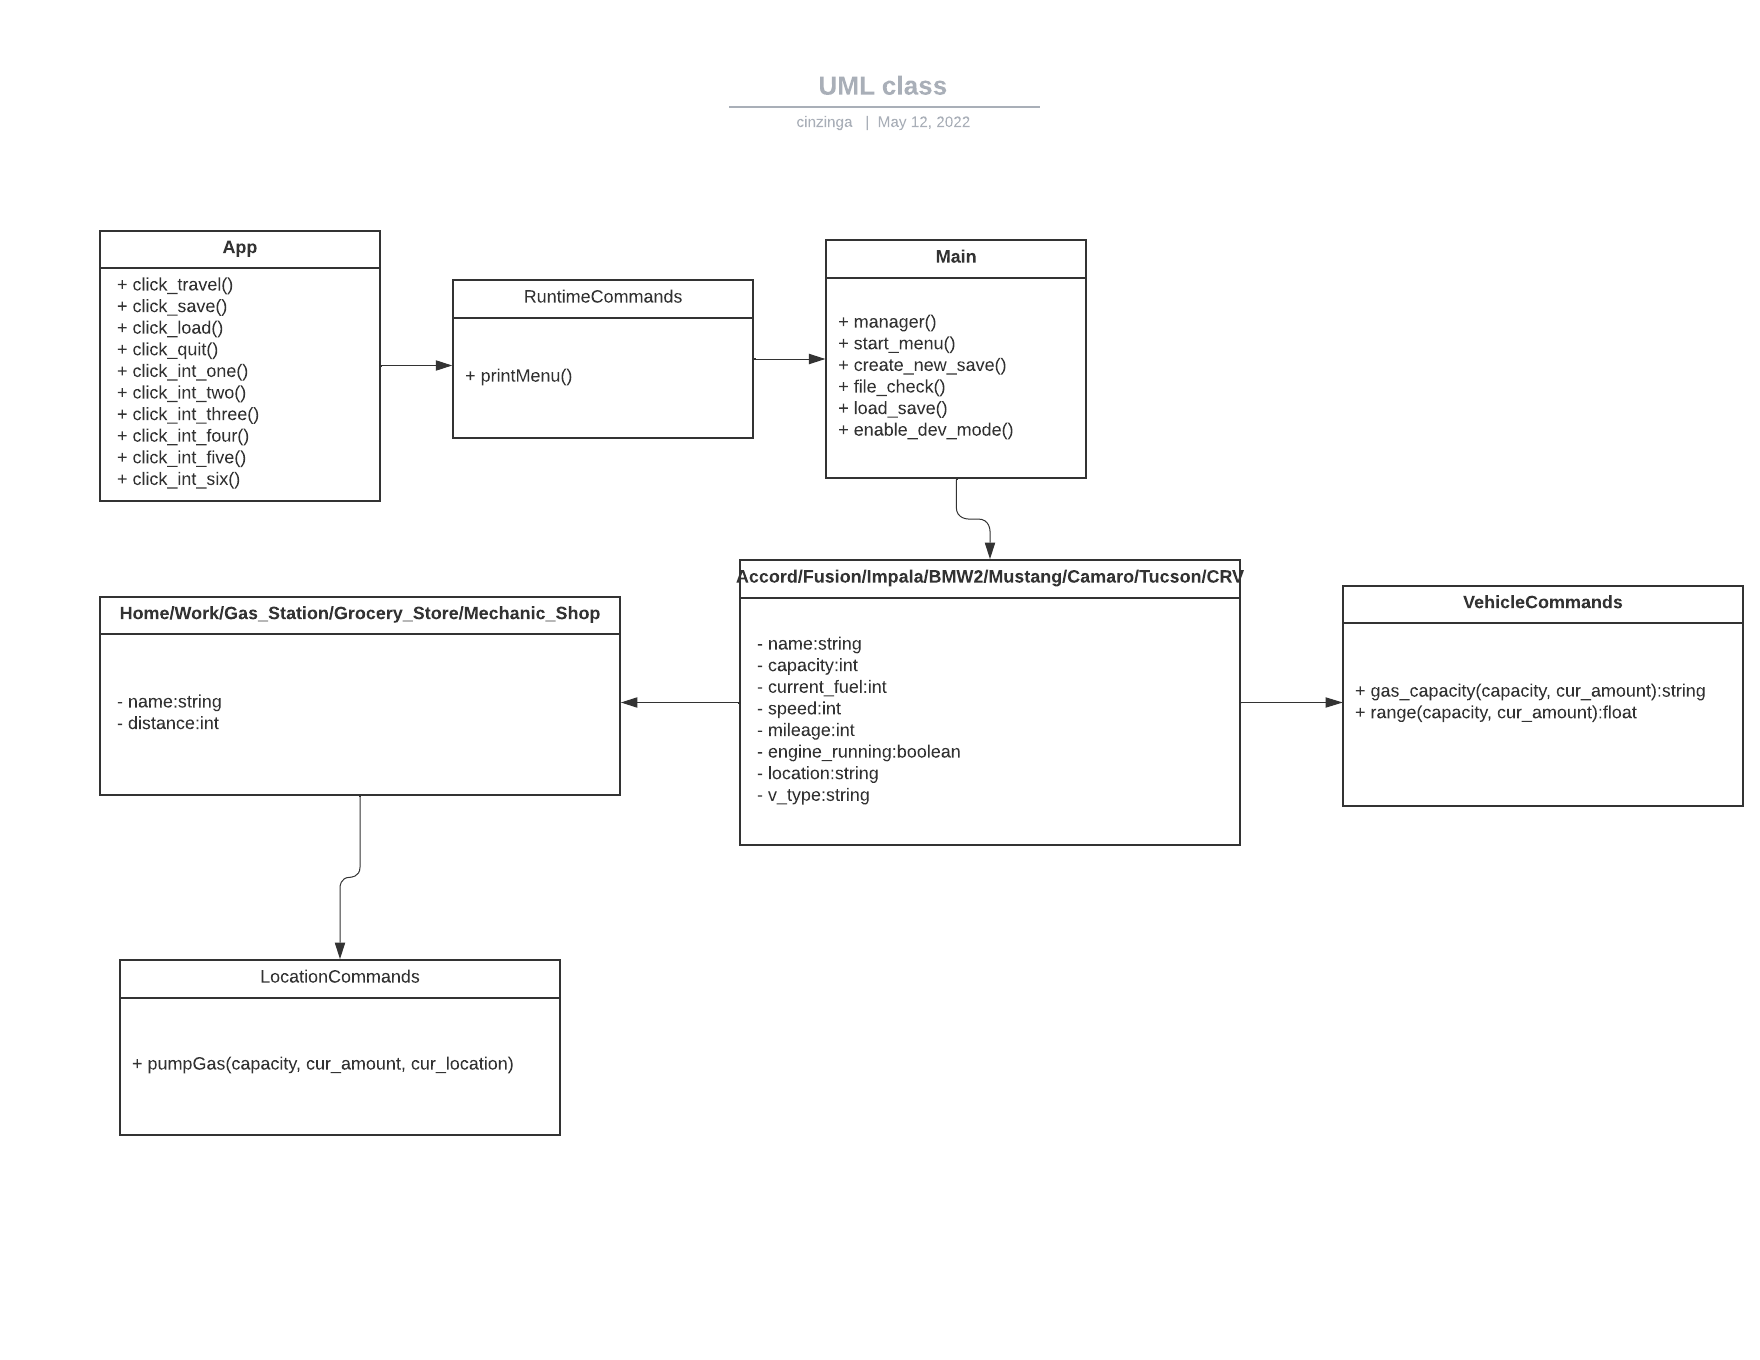 UML class
cinzinga | May 12, 2022
App
+ click_travel()
+ click_save()
+ click_load()
+ click_quit()
+ click_int_one()
+ click_int_two()
+ click_int_three()
+ click_int_four()
+ click_int_five()
+ click_int_six()
RuntimeCommands
+ printMenu()
Main
+ manager()
+ start_menu()
+ create_new_save()
+ file_check()
+ load_save()
+ enable_dev_mode()
Home/Work/Gas_Station/Grocery_Store/Mechanic_Shop
- name:string
- distance:int
Accord/Fusion/Impala/BMW2/Mustang/Camaro/Tucson/CRV
- name:string
- capacity:int
- current_fuel:int
- speed:int
- mileage:int
- engine_running:boolean
- location:string
- v_type:string
VehicleCommands
+ gas_capacity(capacity, cur_amount):string
+ range(capacity, cur_amount):float
LocationCommands
+ pumpGas(capacity, cur_amount, cur_location)